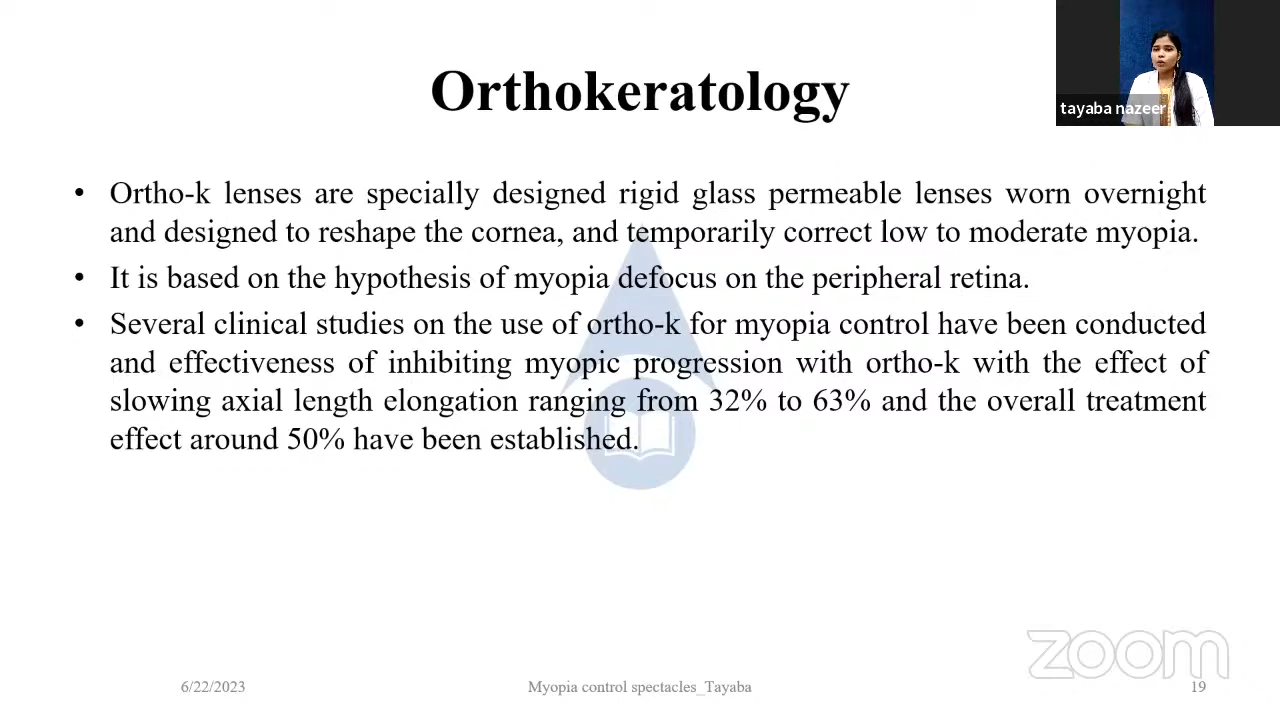 Orthokeratology
tayaba nazeer
• Ortho-k lenses are specially designed rigid glass permeable lenses worn overnight
and designed to reshape the cornea, and temporarily correct low to moderate myopia.
• It is based on the hypothesis of myopia defocus on the peripheral retina.
• Several clinical studies on the use of ortho-k for myopia control have been conducted
and effectiveness of inhibiting myopic progression with ortho-k with the effect of
slowing axial length elongation ranging from 32% to 63% and the overall treatment
effect around 50% have been established.
zoom
6/22/2023
Myopia control spectacles_Tayaba
19